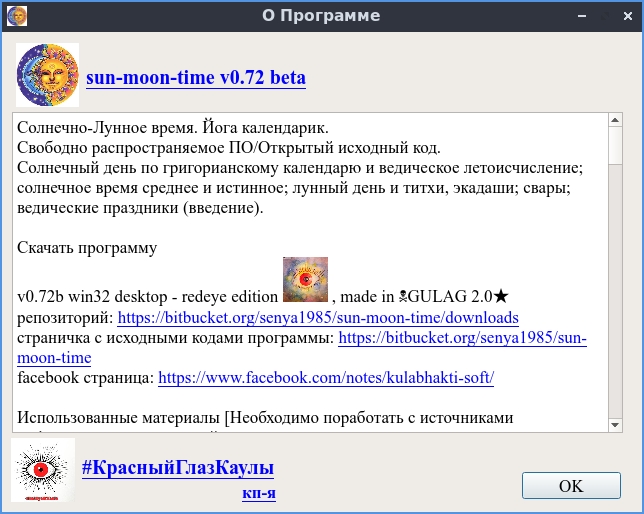 О Программе
sun-moon-time v0.72 beta
Солнечно-Лунное время. Йога календарик.
Свободно распространяемое ПО/Открытый исходный код.
Солнечный день по григорианскому календарю и ведическое летоисчисление;
солнечное время среднее и истинное; лунный день и титхи, экадаши; свары;
ведические праздники (введение).
Скачать программу
v0.72b win32 desktop - redeye edition , made in ☠GULAG 2.0★
репозиторий: https://bitbucket.org/senya1985/sun-moon-time/downloads
страничка с исходными кодами программы: https://bitbucket.org/senya1985/sun-
moon-time
facebook страница: https://www.facebook.com/notes/kulabhakti-soft/
Использованные материалы [Необходимо поработать с источниками
#КрасныйГлазКаулы
кп-я
OK